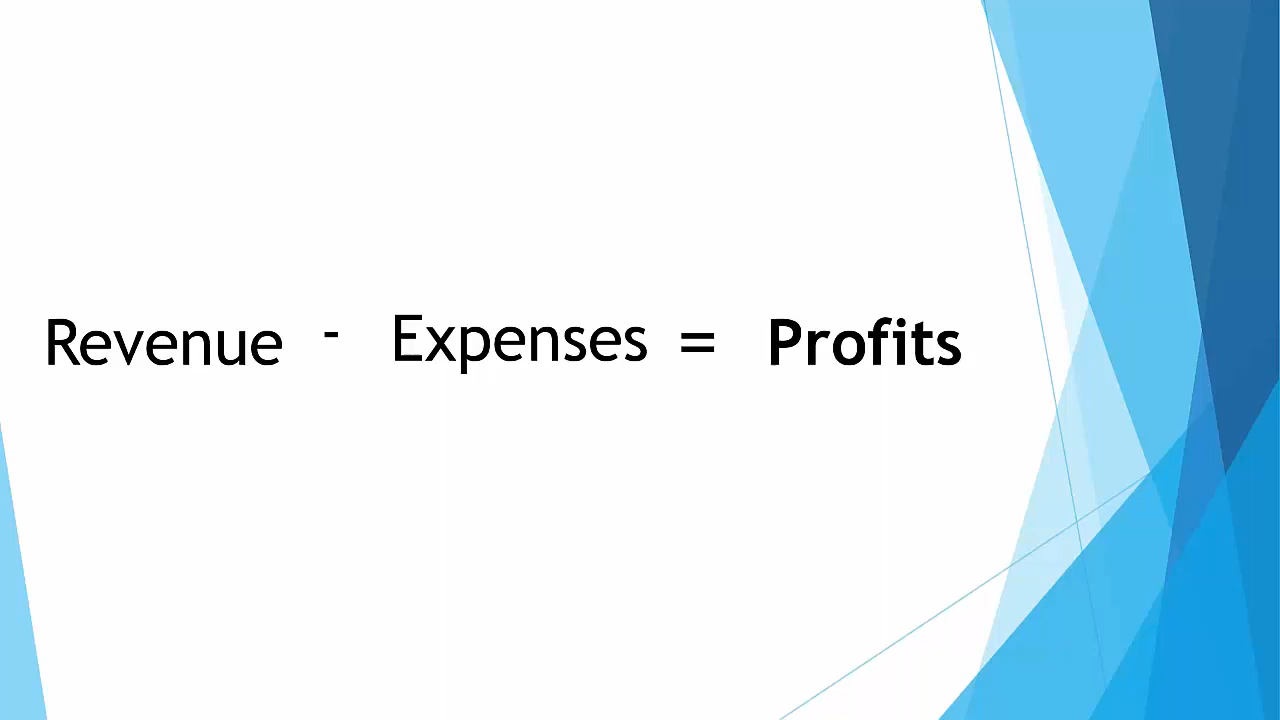 Revenue - Expenses = Profits